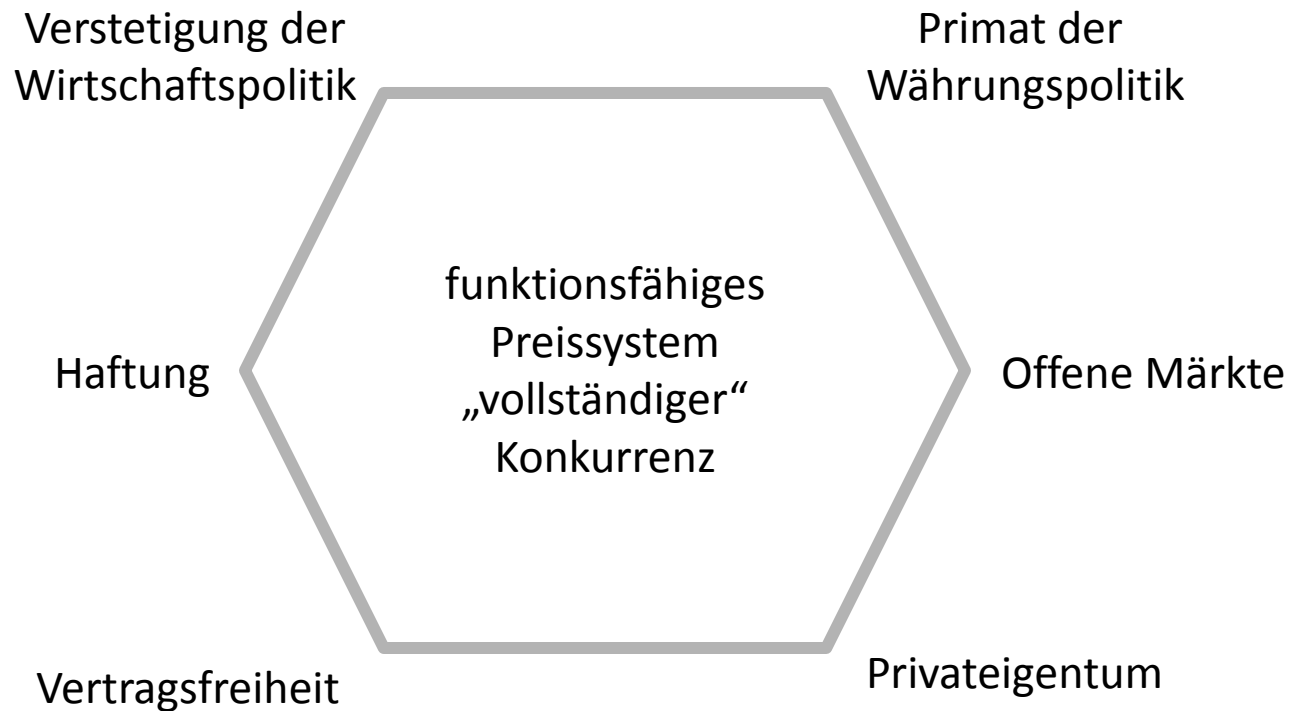 Verstetigung der
Wirtschaftspolitik
Primat der
Währungspolitik
Haftung
funktionsfähiges
Preissystem
„vollständiger“
Konkurrenz
Offene Märkte
Vertragsfreiheit
Privateigentum